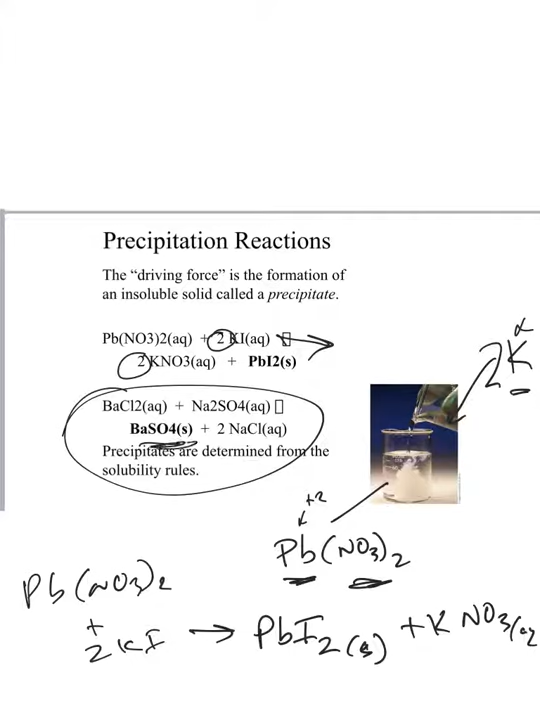 Precipitation Reactions
The “driving force” is the formation of
an insoluble solid called a precipitate.
Pb(NO3)2(aq) + 2 KI(aq) →
2 KNO3(aq) + PbI2(s)
BaCl2(aq) + Na2SO4(aq) 
BaSO4(s) + 2 NaCl(aq)
Precipitates are determined from the
solubility rules.
2K
+2
Pb(NO3)2
Pb(NO3)2
+
2KI → PbI2(s) + KNO3(aq